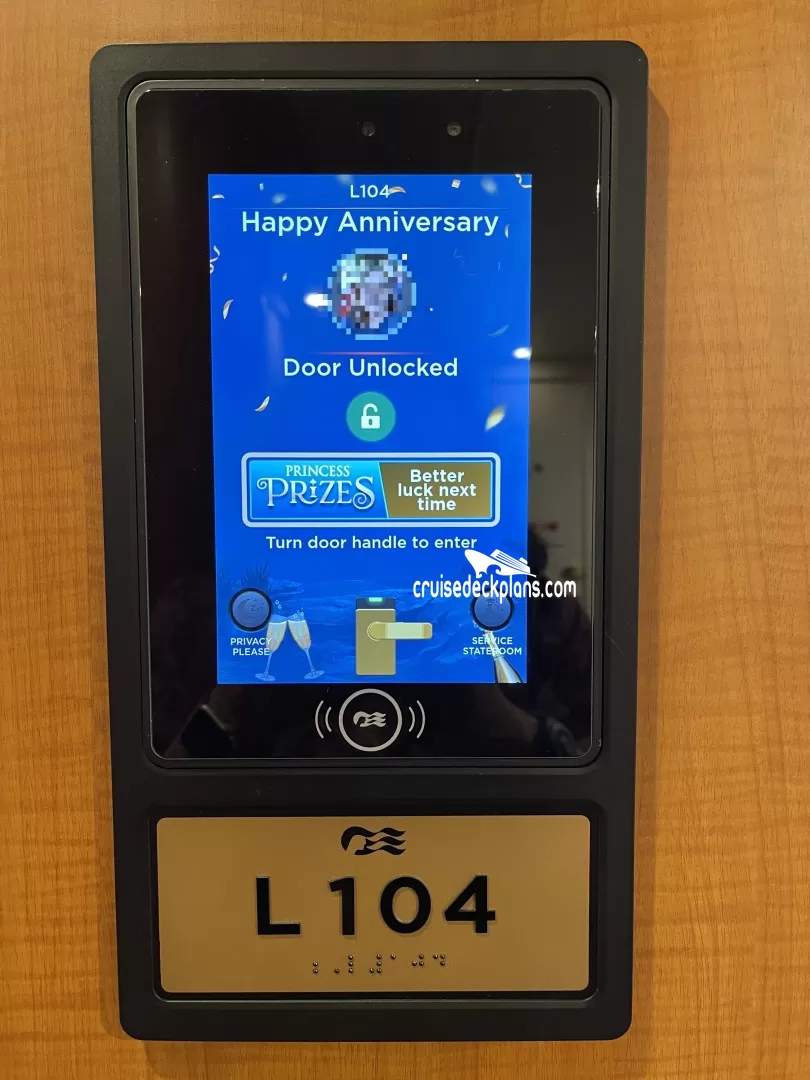 L104
Happy Anniversary
Door Unlocked
PRINCESS
PRiZES
Better
luck next
time
Turn door handle to enter
cruisedeckplans.com
PRIVACY
PLEASE
SERVICE
STATEROOM
L104